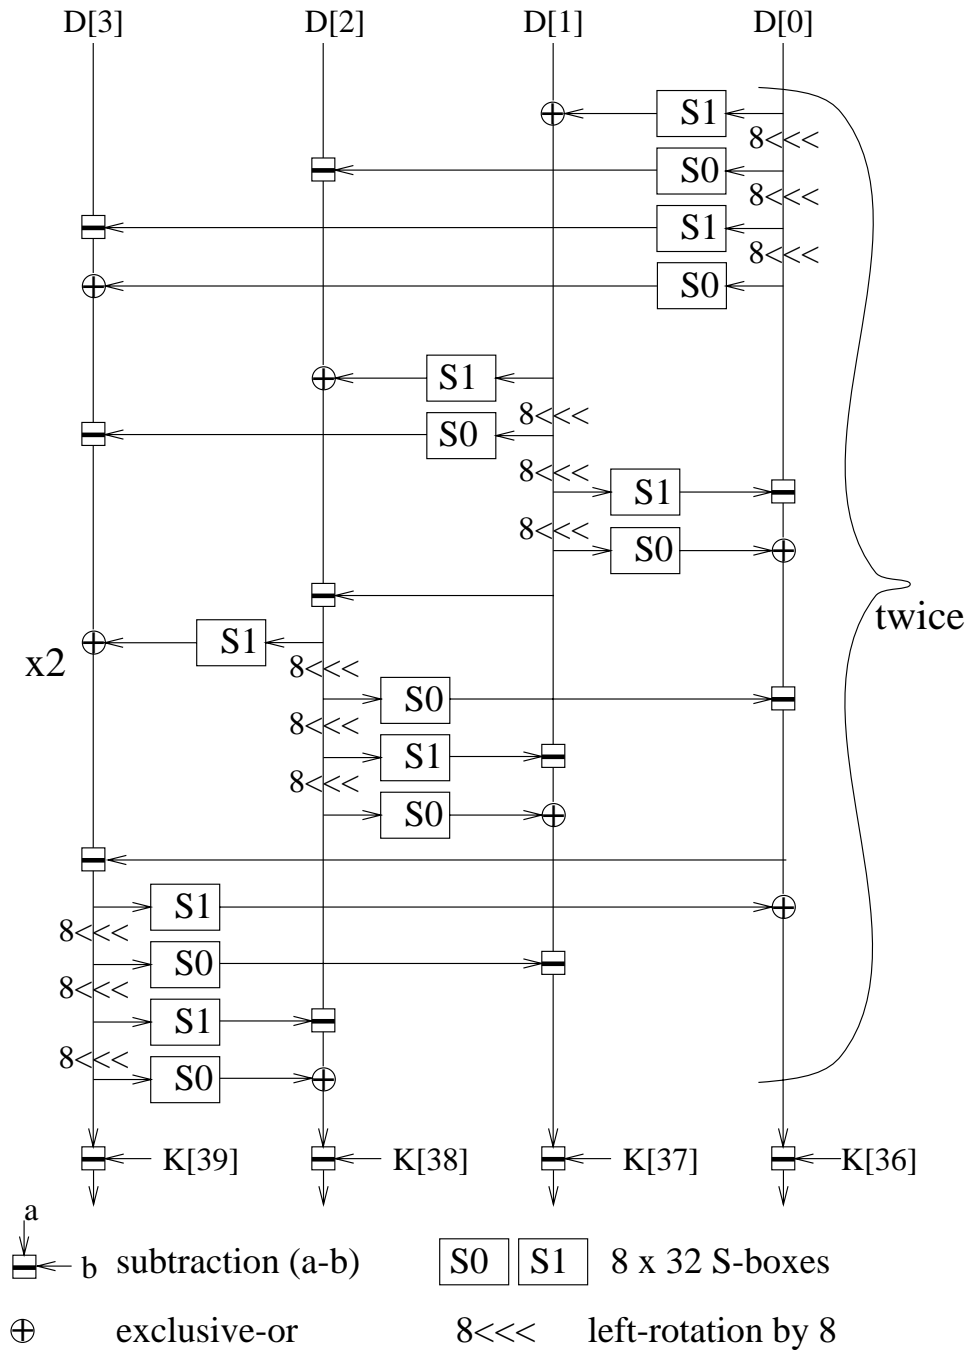 D[3] D[2] D[1] D[0]
S1
8<<<
S0
8<<<
S1
8<<<
S0
S1
8<<<
S0
8<<<
S1
8<<<
S0
twice
S1
x2
8<<<
S0
8<<<
S1
8<<<
S0
S1
8<<<
S0
8<<<
S1
8<<<
S0
K[39] K[38] K[37] K[36]
a
b subtraction (a-b) S0 S1 8 x 32 S-boxes
exclusive-or 8<<< left-rotation by 8